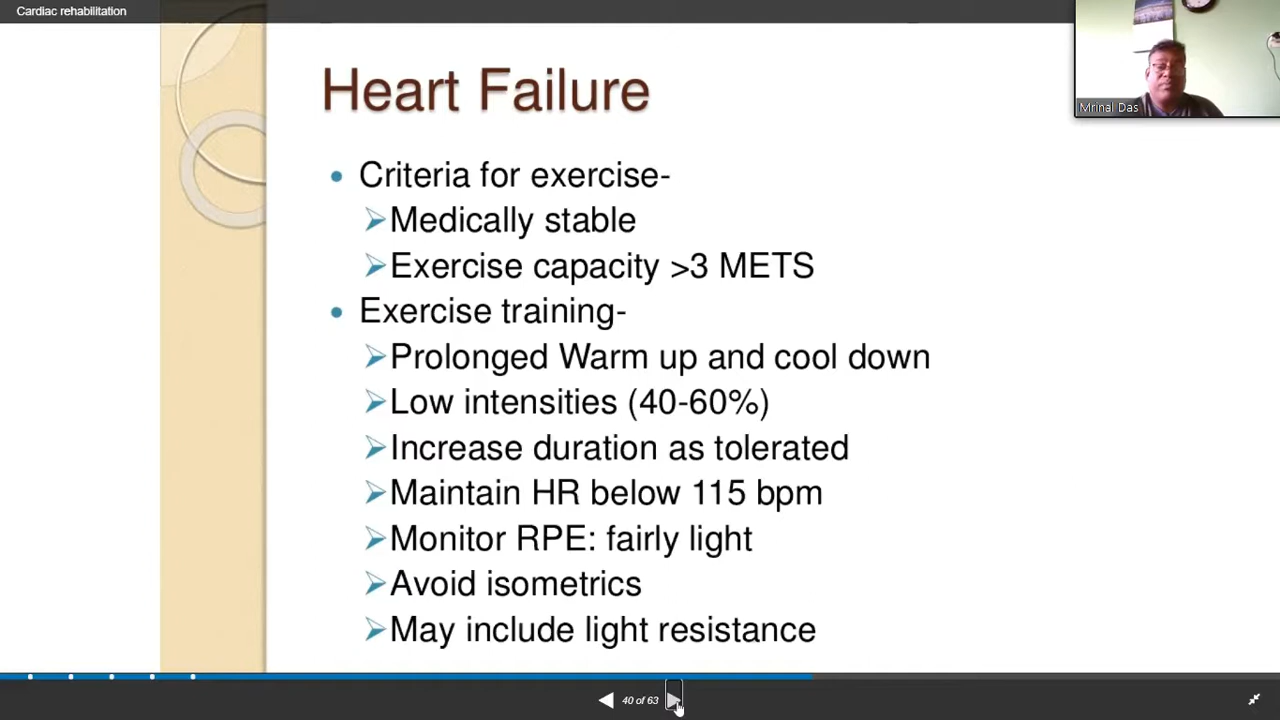 Cardiac rehabilitation
Mrinal Das
Heart Failure
• Criteria for exercise-
➢Medically stable
➢Exercise capacity >3 METS
• Exercise training-
➢Prolonged Warm up and cool down
➢Low intensities (40-60%)
➢Increase duration as tolerated
➢Maintain HR below 115 bpm
➢Monitor RPE: fairly light
➢Avoid isometrics
➢May include light resistance
40 of 63